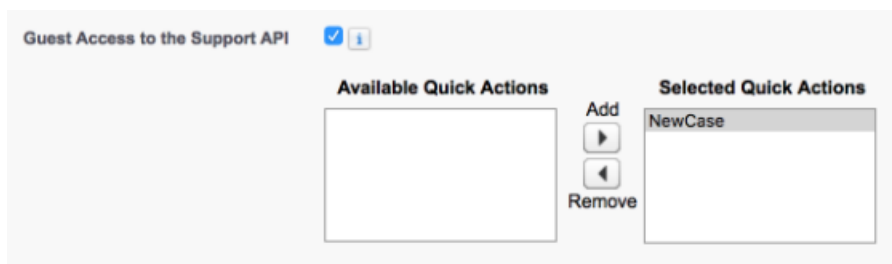 Guest Access to the Support API
i
Available Quick Actions
Selected Quick Actions
Add
NewCase
Remove